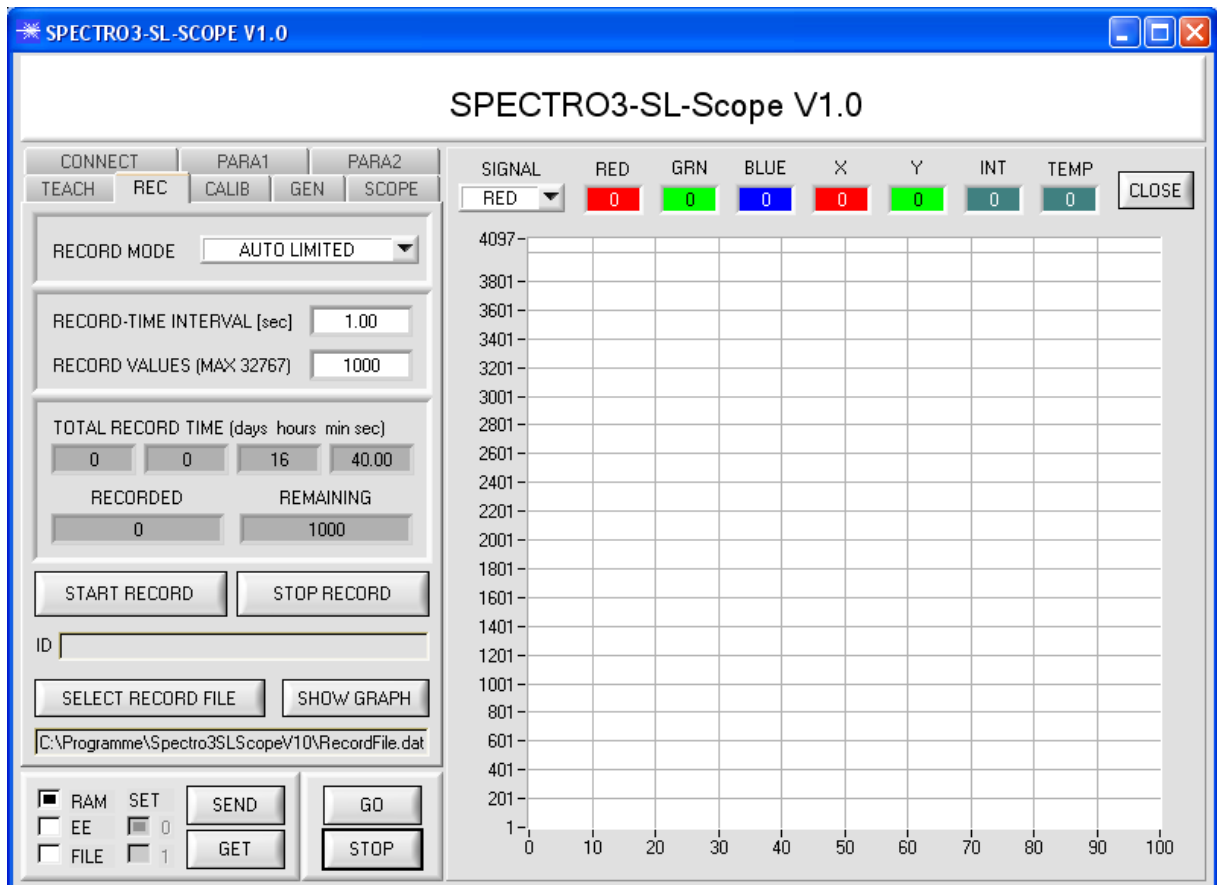 SPECTRO3-SL-SCOPE V1.0
SPECTRO3-SL-Scope V1.0
CONNECT PARA1 PARA2
TEACH REC CALIB GEN SCOPE
RECORD MODE AUTO LIMITED
RECORD-TIME INTERVAL [sec] 1.00
RECORD VALUES (MAX 32767) 1000
TOTAL RECORD TIME (days hours min sec)
0 0 16 40.00
RECORDED REMAINING
0 1000
START RECORD STOP RECORD
ID
SELECT RECORD FILE SHOW GRAPH
C:\Programme\Spectro3SLScopeV10\RecordFile.dat
RAM SET SEND GO
EE 0
FILE 1 GET STOP
SIGNAL RED GRN BLUE X Y INT TEMP
RED 0 0 0 0 0 0 0 CLOSE
4097
3801
3601
3401
3201
3001
2801
2601
2401
2201
2001
1801
1601
1401
1201
1001
801
601
401
201
1
0 10 20 30 40 50 60 70 80 90 100